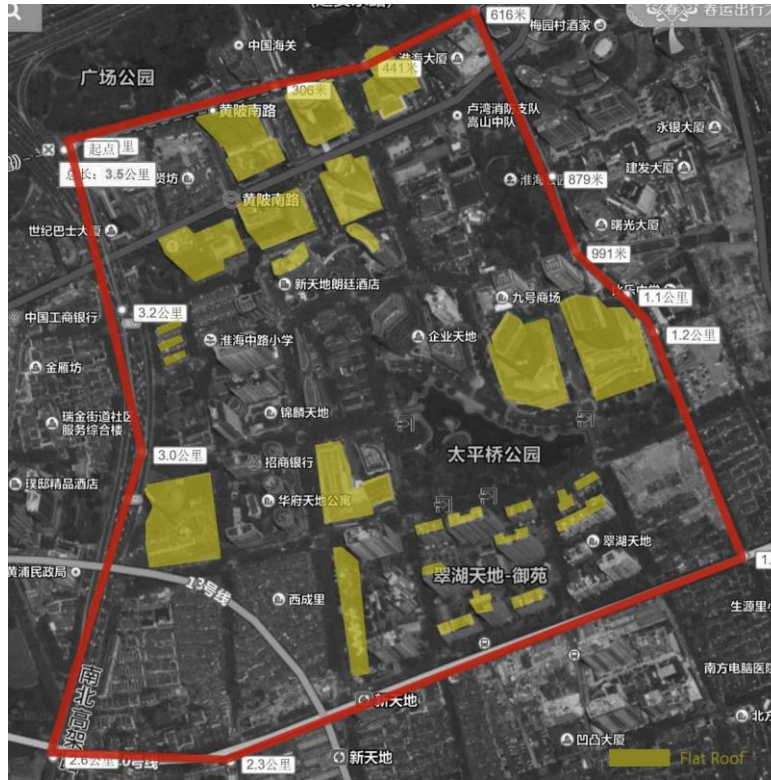 春 春运出行
中国海关
梅园村酒家
616米
淮海大厦
441米
广场公园
306米
黄陂南路
卢湾消防支队
嵩山中队
永银大厦
起点
总长：3.5公里
建发大厦
879米
黄陂南路
世纪巴士大厦
曙光大厦
991米
新天地朗廷酒店
九号商场
1.1公里
中国工商银行
3.2公里
1.2公里
淮海中路小学
企业天地
金雁坊
瑞金街道社区
服务综合楼
锦麟天地
太平桥公园
3.0公里
招商银行
璞邸精品酒店
华府天地公寓
翠湖天地
黄浦民政局
翠湖天地-御苑
13号线
西成里
生源里
南方电脑医院
南北高架
新天地
凹凸大厦
新天地
2.6公里
0号线
2.3公里
Flat Roof